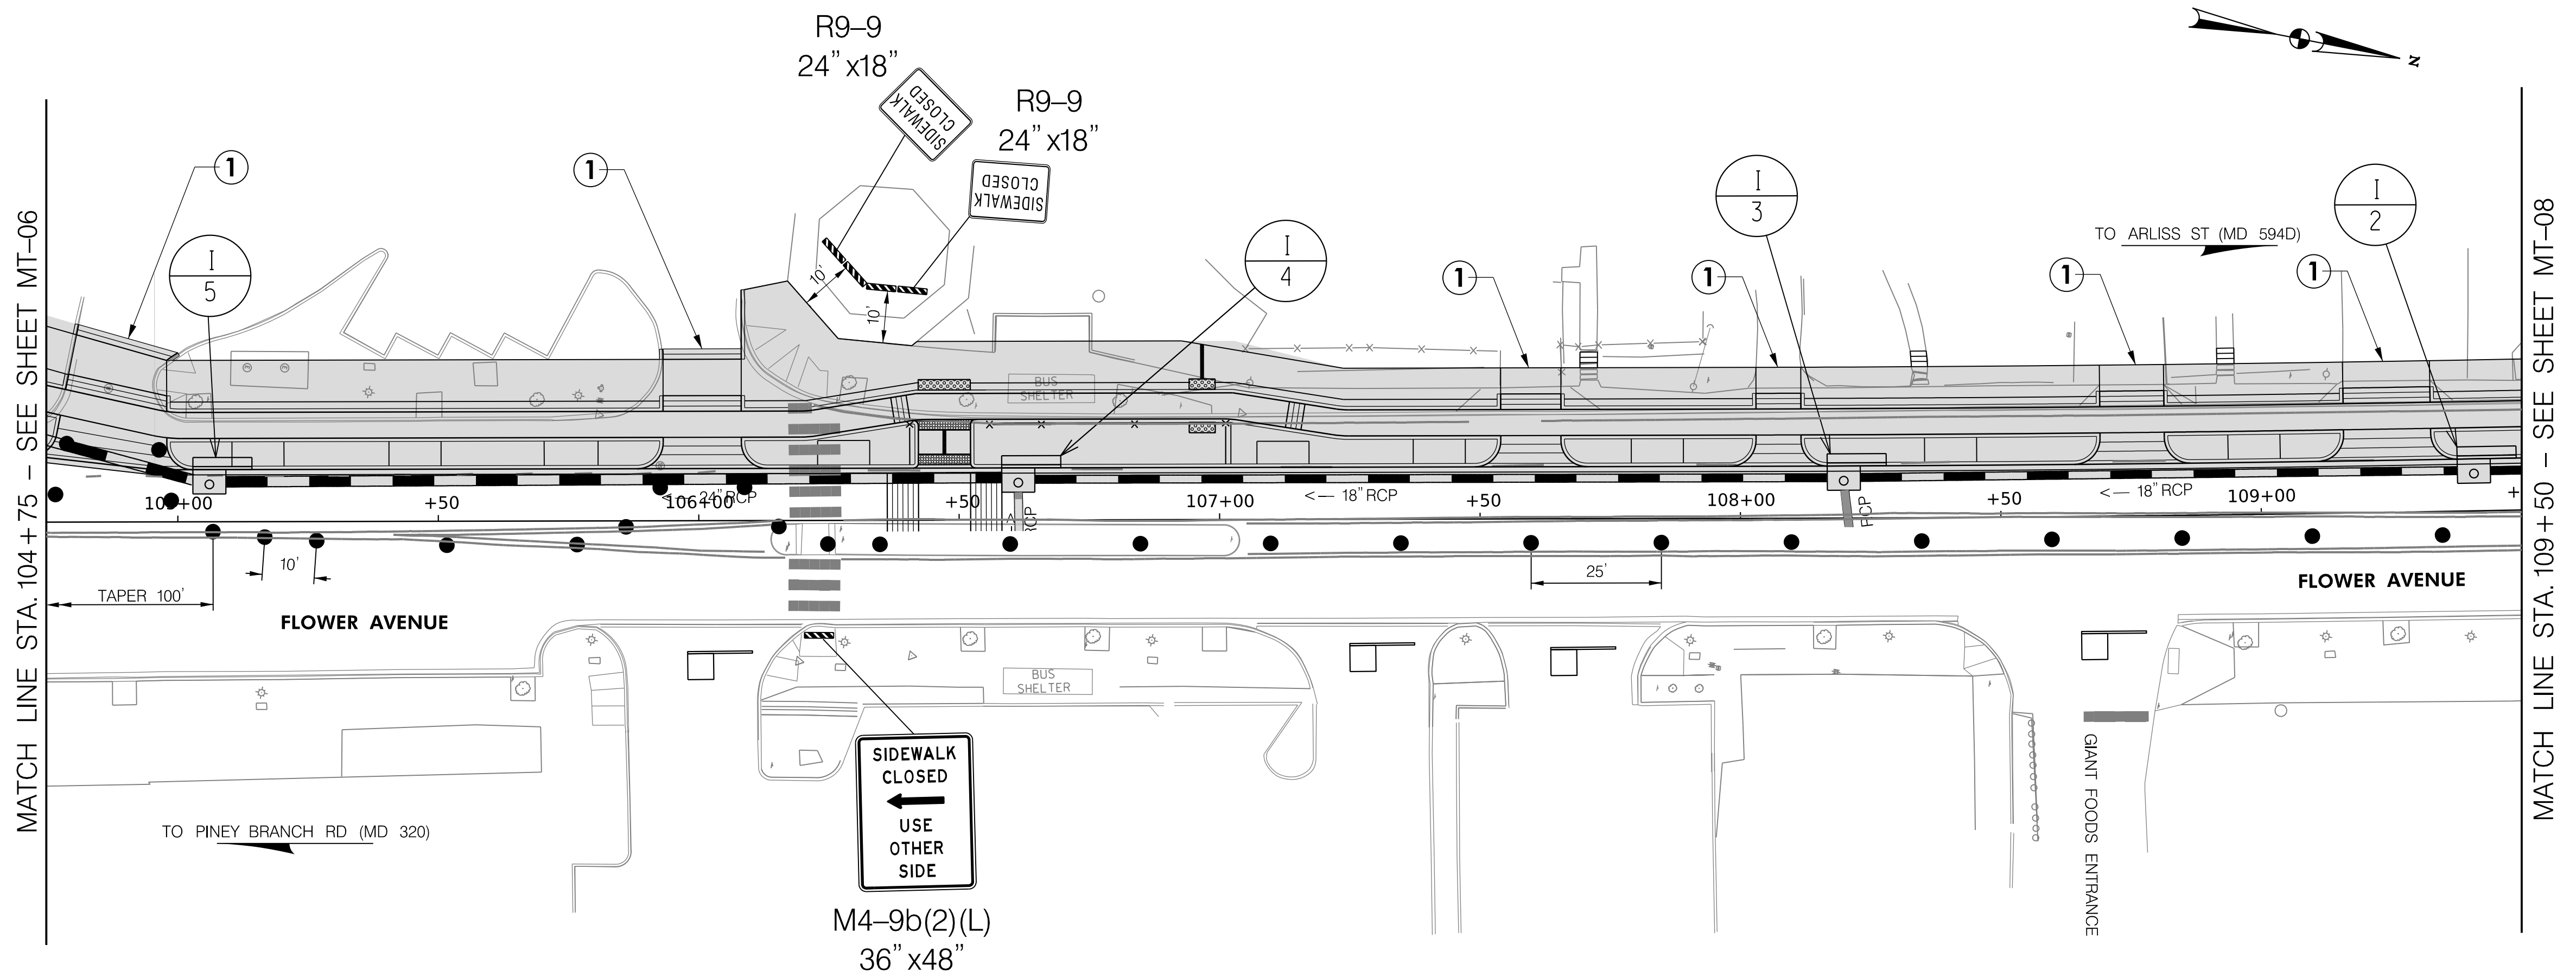 R9–9
24" x18"
R9–9
24" x18"
SIDEWALK
CLOSED
SIDEWALK
CLOSED
N
1
1
I
5
I
4
I
3
I
2
1
1
1
1
TO ARLISS ST (MD 594D)
MATCH LINE STA. 104+75 – SEE SHEET MT–06
MATCH LINE STA. 109+50 – SEE SHEET MT–08
10'
10'
BUS
SHELTER
+50
<— 24" RCP
106+00
+50
RCP
107+00
<— 18" RCP
+50
108+00
RCP
+50
<— 18" RCP
109+00
10'
25'
TAPER 100'
FLOWER AVENUE
FLOWER AVENUE
BUS
SHELTER
SIDEWALK
CLOSED
USE
OTHER
SIDE
M4–9b(2)(L)
36" x48"
TO PINEY BRANCH RD (MD 320)
GIANT FOODS ENTRANCE